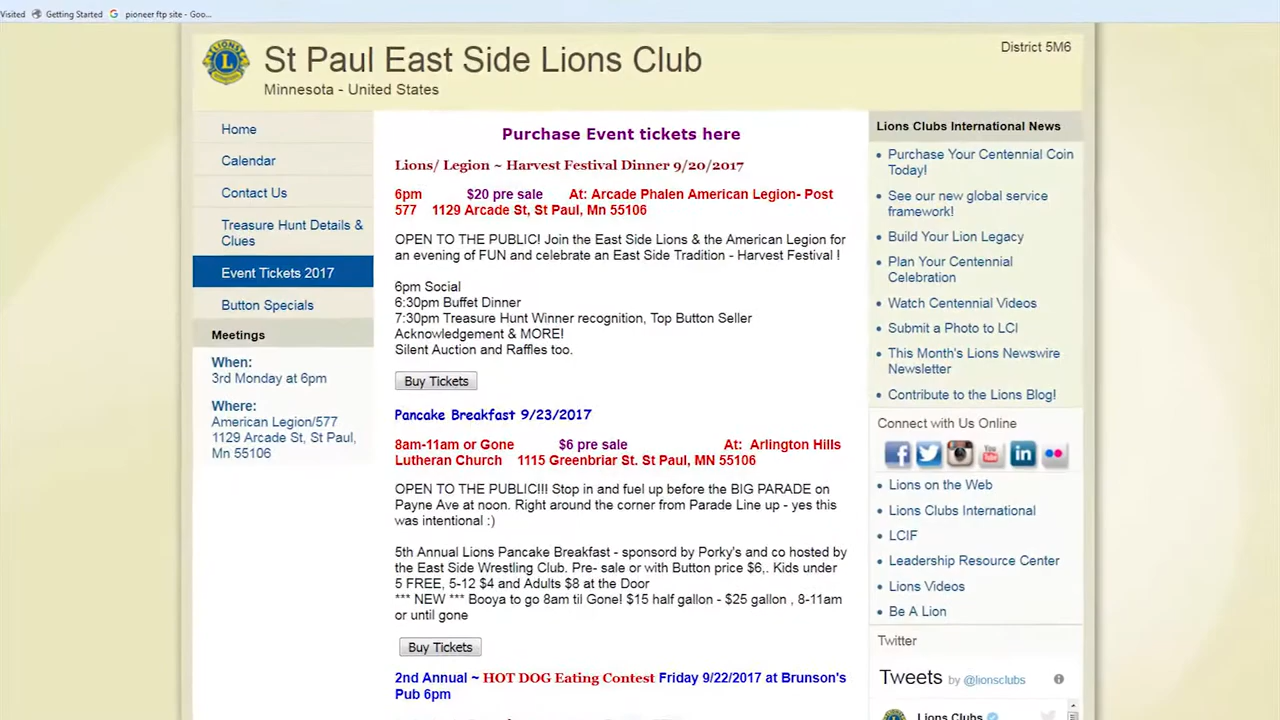 Visited Getting Started pioneer ftp site - Goo...
St Paul East Side Lions Club
Minnesota - United States
District 5M6
Home
Calendar
Contact Us
Treasure Hunt Details &
Clues
Event Tickets 2017
Button Specials
Meetings
When:
3rd Monday at 6pm
Where:
American Legion/577
1129 Arcade St, St Paul,
Mn 55106
Purchase Event tickets here
Lions/ Legion ~ Harvest Festival Dinner 9/20/2017
6pm $20 pre sale At: Arcade Phalen American Legion- Post
577 1129 Arcade St, St Paul, Mn 55106
OPEN TO THE PUBLIC! Join the East Side Lions & the American Legion for
an evening of FUN and celebrate an East Side Tradition - Harvest Festival !
6pm Social
6:30pm Buffet Dinner
7:30pm Treasure Hunt Winner recognition, Top Button Seller
Acknowledgement & MORE!
Silent Auction and Raffles too.
Buy Tickets
Pancake Breakfast 9/23/2017
8am-11am or Gone $6 pre sale At: Arlington Hills
Lutheran Church 1115 Greenbriar St. St Paul, MN 55106
OPEN TO THE PUBLIC!!! Stop in and fuel up before the BIG PARADE on
Payne Ave at noon. Right around the corner from Parade Line up - yes this
was intentional :)
5th Annual Lions Pancake Breakfast - sponsord by Porky's and co hosted by
the East Side Wrestling Club. Pre- sale or with Button price $6,. Kids under
5 FREE, 5-12 $4 and Adults $8 at the Door
*** NEW *** Booya to go 8am til Gone! $15 half gallon - $25 gallon , 8-11am
or until gone
Buy Tickets
2nd Annual ~ HOT DOG Eating Contest Friday 9/22/2017 at Brunson's
Pub 6pm
Lions Clubs International News
Purchase Your Centennial Coin
Today!
See our new global service
framework!
Build Your Lion Legacy
Plan Your Centennial
Celebration
Watch Centennial Videos
Submit a Photo to LCI
This Month's Lions Newswire
Newsletter
Contribute to the Lions Blog!
Connect with Us Online
Lions on the Web
Lions Clubs International
LCIF
Leadership Resource Center
Lions Videos
Be A Lion
Twitter
Tweets by @lionsclubs
Lions Clubs